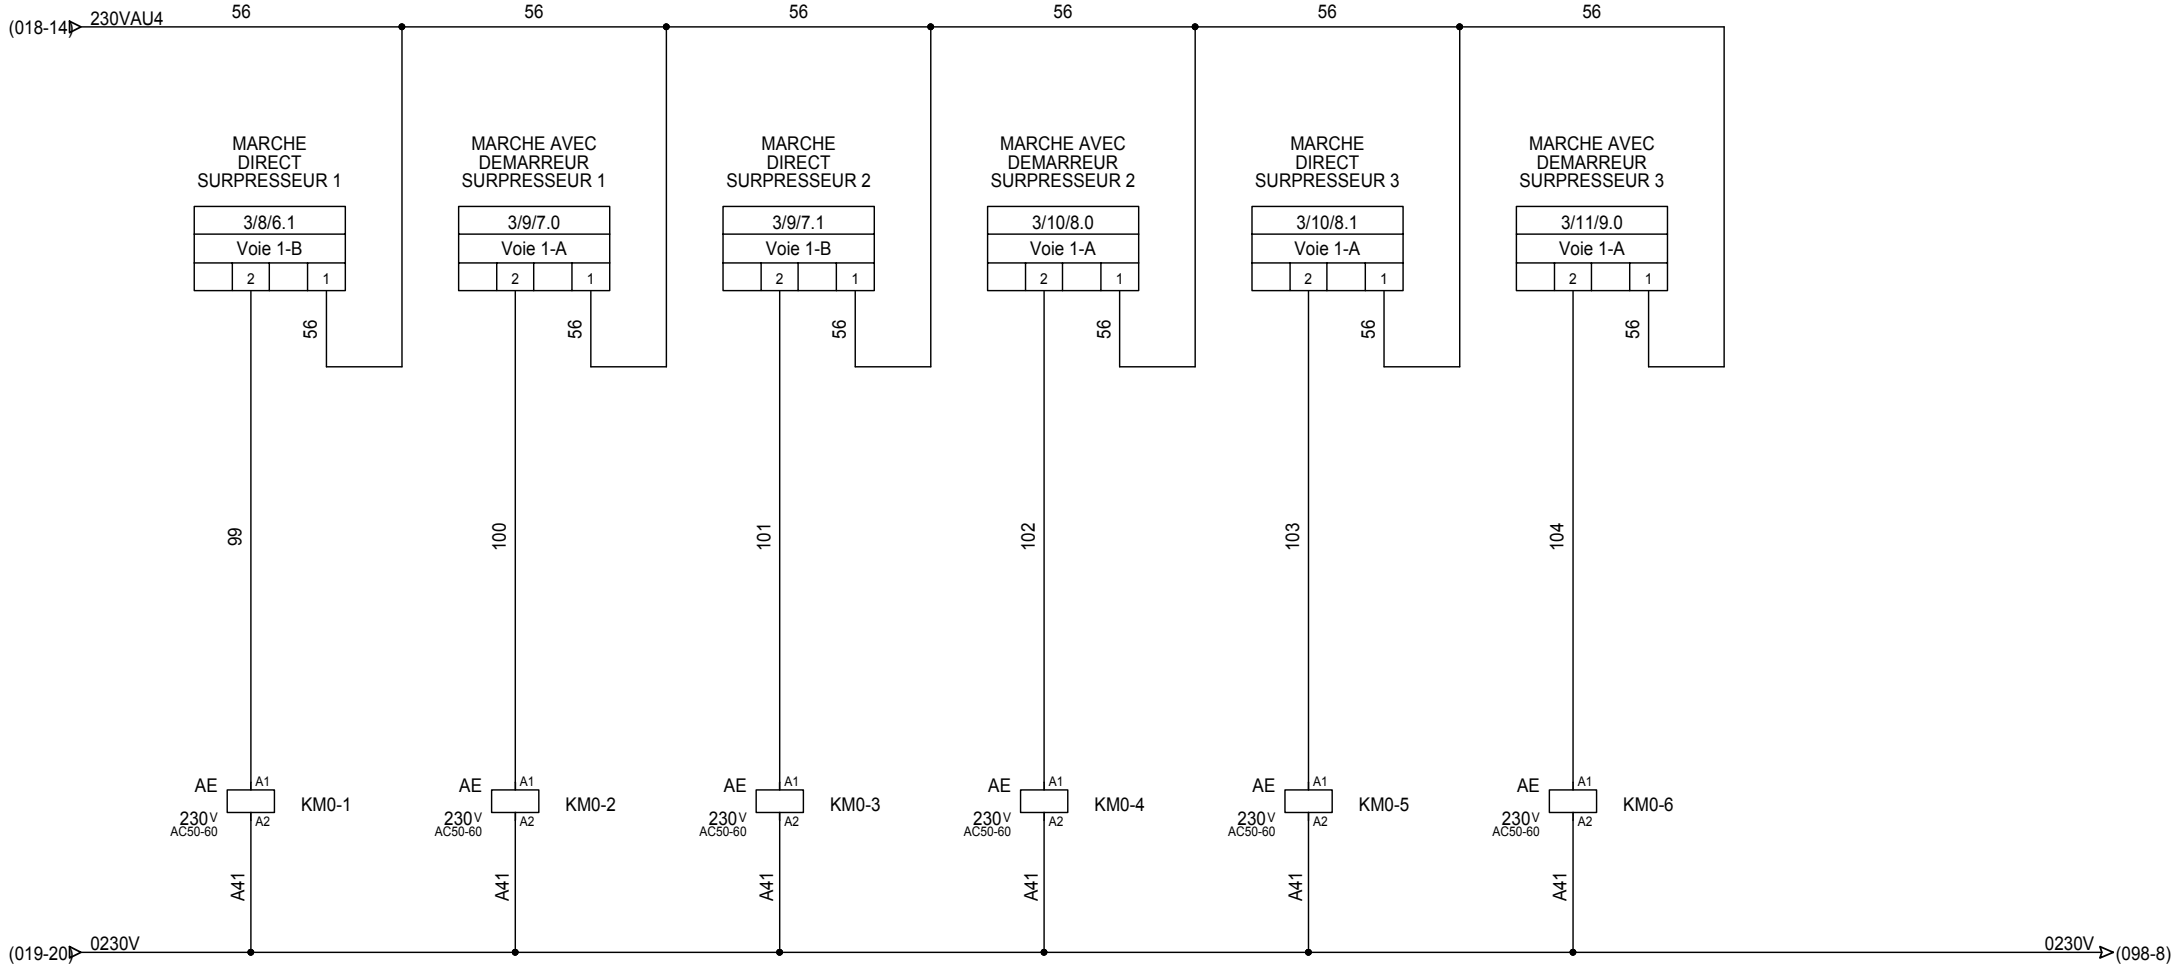 56 56 56 56 56 56
(018-14) 230VAU4
MARCHE
DIRECT
SURPRESSEUR 1
3/8/6.1
Voie 1-B
2 1
56
99
AE A1
KM0-1
230V A2
AC50-60
A41
MARCHE AVEC
DEMARREUR
SURPRESSEUR 1
3/9/7.0
Voie 1-A
2 1
56
100
AE A1
KM0-2
230V A2
AC50-60
A41
MARCHE
DIRECT
SURPRESSEUR 2
3/9/7.1
Voie 1-B
2 1
56
101
AE A1
KM0-3
230V A2
AC50-60
A41
MARCHE AVEC
DEMARREUR
SURPRESSEUR 2
3/10/8.0
Voie 1-A
2 1
56
102
AE A1
KM0-4
230V A2
AC50-60
A41
MARCHE
DIRECT
SURPRESSEUR 3
3/10/8.1
Voie 1-A
2 1
56
103
AE A1
KM0-5
230V A2
AC50-60
A41
MARCHE AVEC
DEMARREUR
SURPRESSEUR 3
3/11/9.0
Voie 1-A
2 1
56
104
AE A1
KM0-6
230V A2
AC50-60
A41
(019-20) 0230V
0230V (098-8)